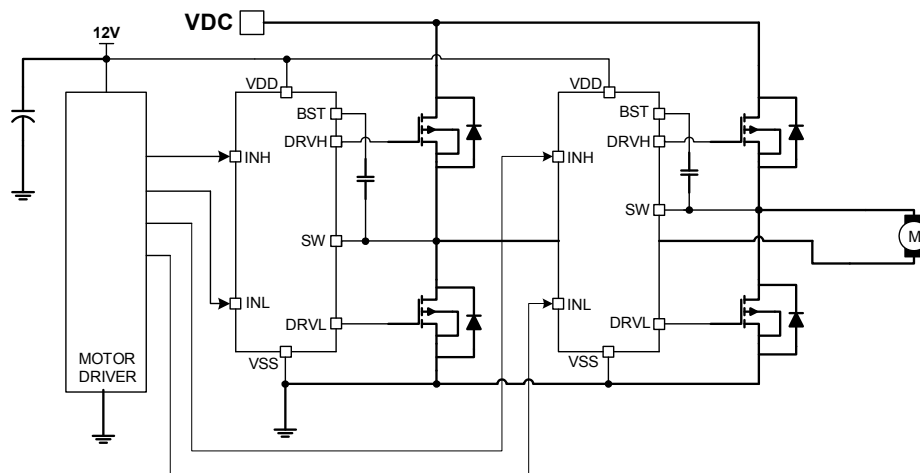 VDC
12V
VDD
VDD
BST
BST
DRVH
DRVH
INH
INH
SW
SW
INL
INL
DRVL
DRVL
VSS
VSS
MOTOR
DRIVER
M